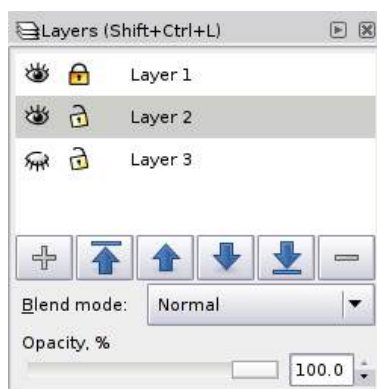 Layers (Shift+Ctrl+L)
Layer 1
Layer 2
Layer 3
Blend mode: Normal
Opacity, %
100.0